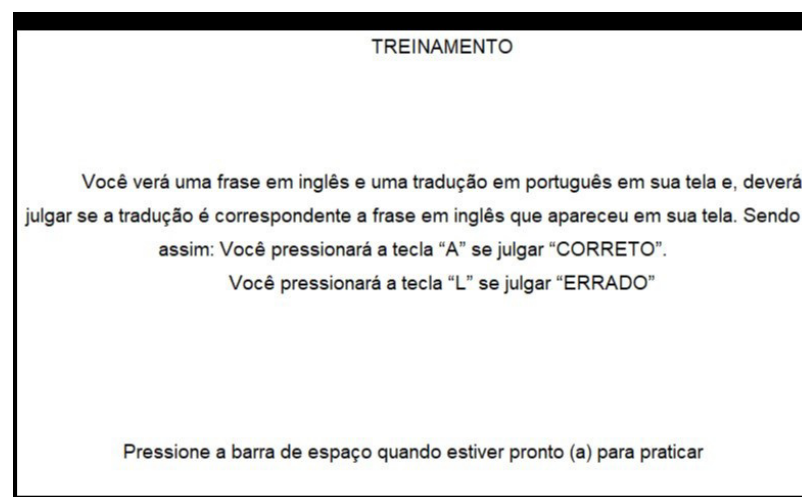 TREINAMENTO
Você verá uma frase em inglês e uma tradução em português em sua tela e, deverá
julgar se a tradução é correspondente a frase em inglês que apareceu em sua tela. Sendo
assim: Você pressionará a tecla “A” se julgar “CORRETO”.
Você pressionará a tecla “L” se julgar “ERRADO”
Pressione a barra de espaço quando estiver pronto (a) para praticar